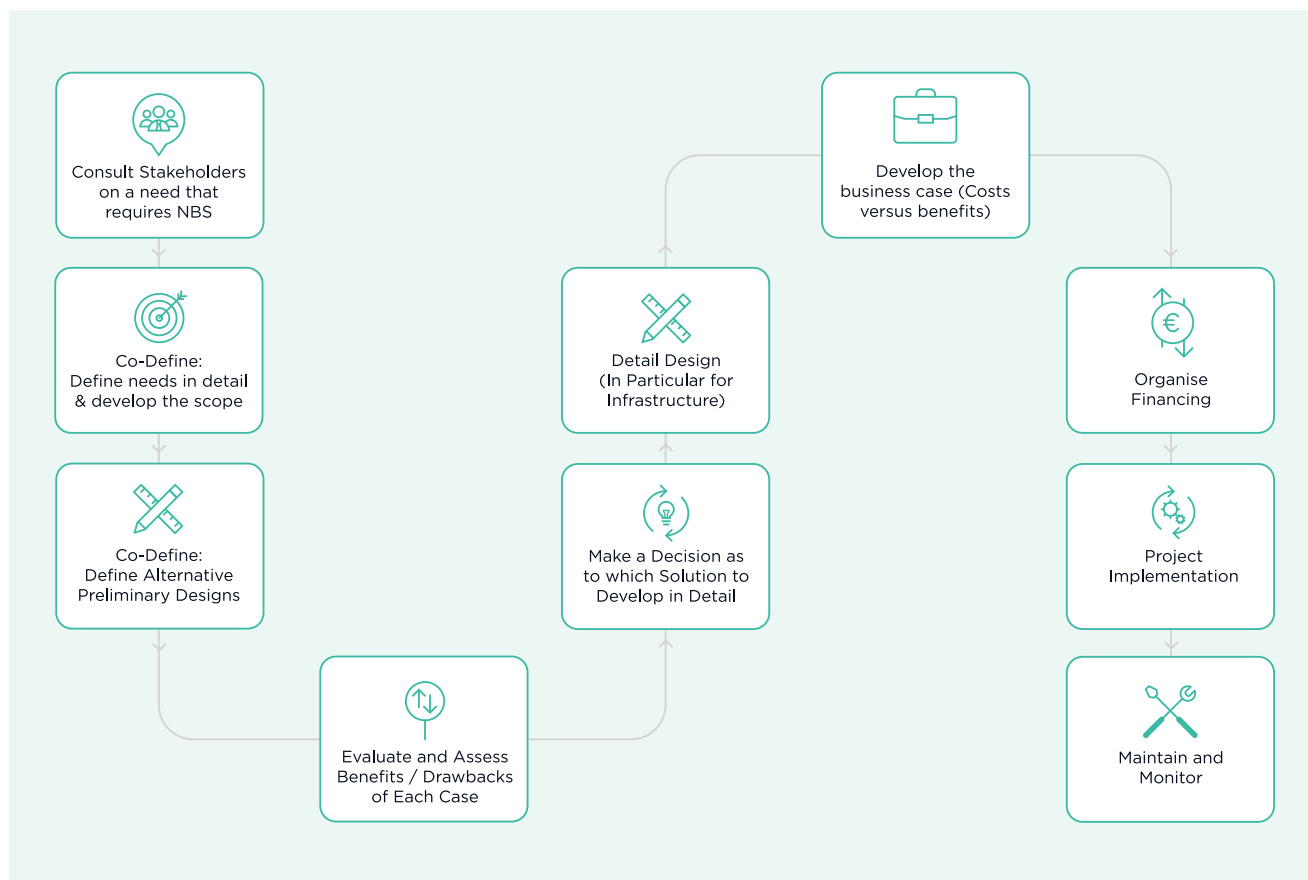 Consult Stakeholders
on a need that
requires NBS
Co-Define:
Define needs in detail
& develop the scope
Co-Define:
Define Alternative
Preliminary Designs
Evaluate and Assess
Benefits / Drawbacks
of Each Case
Make a Decision as
to which Solution to
Develop in Detail
Detail Design
(In Particular for
Infrastructure)
Develop the
business case (Costs
versus benefits)
€
Organise
Financing
Project
Implementation
Maintain and
Monitor